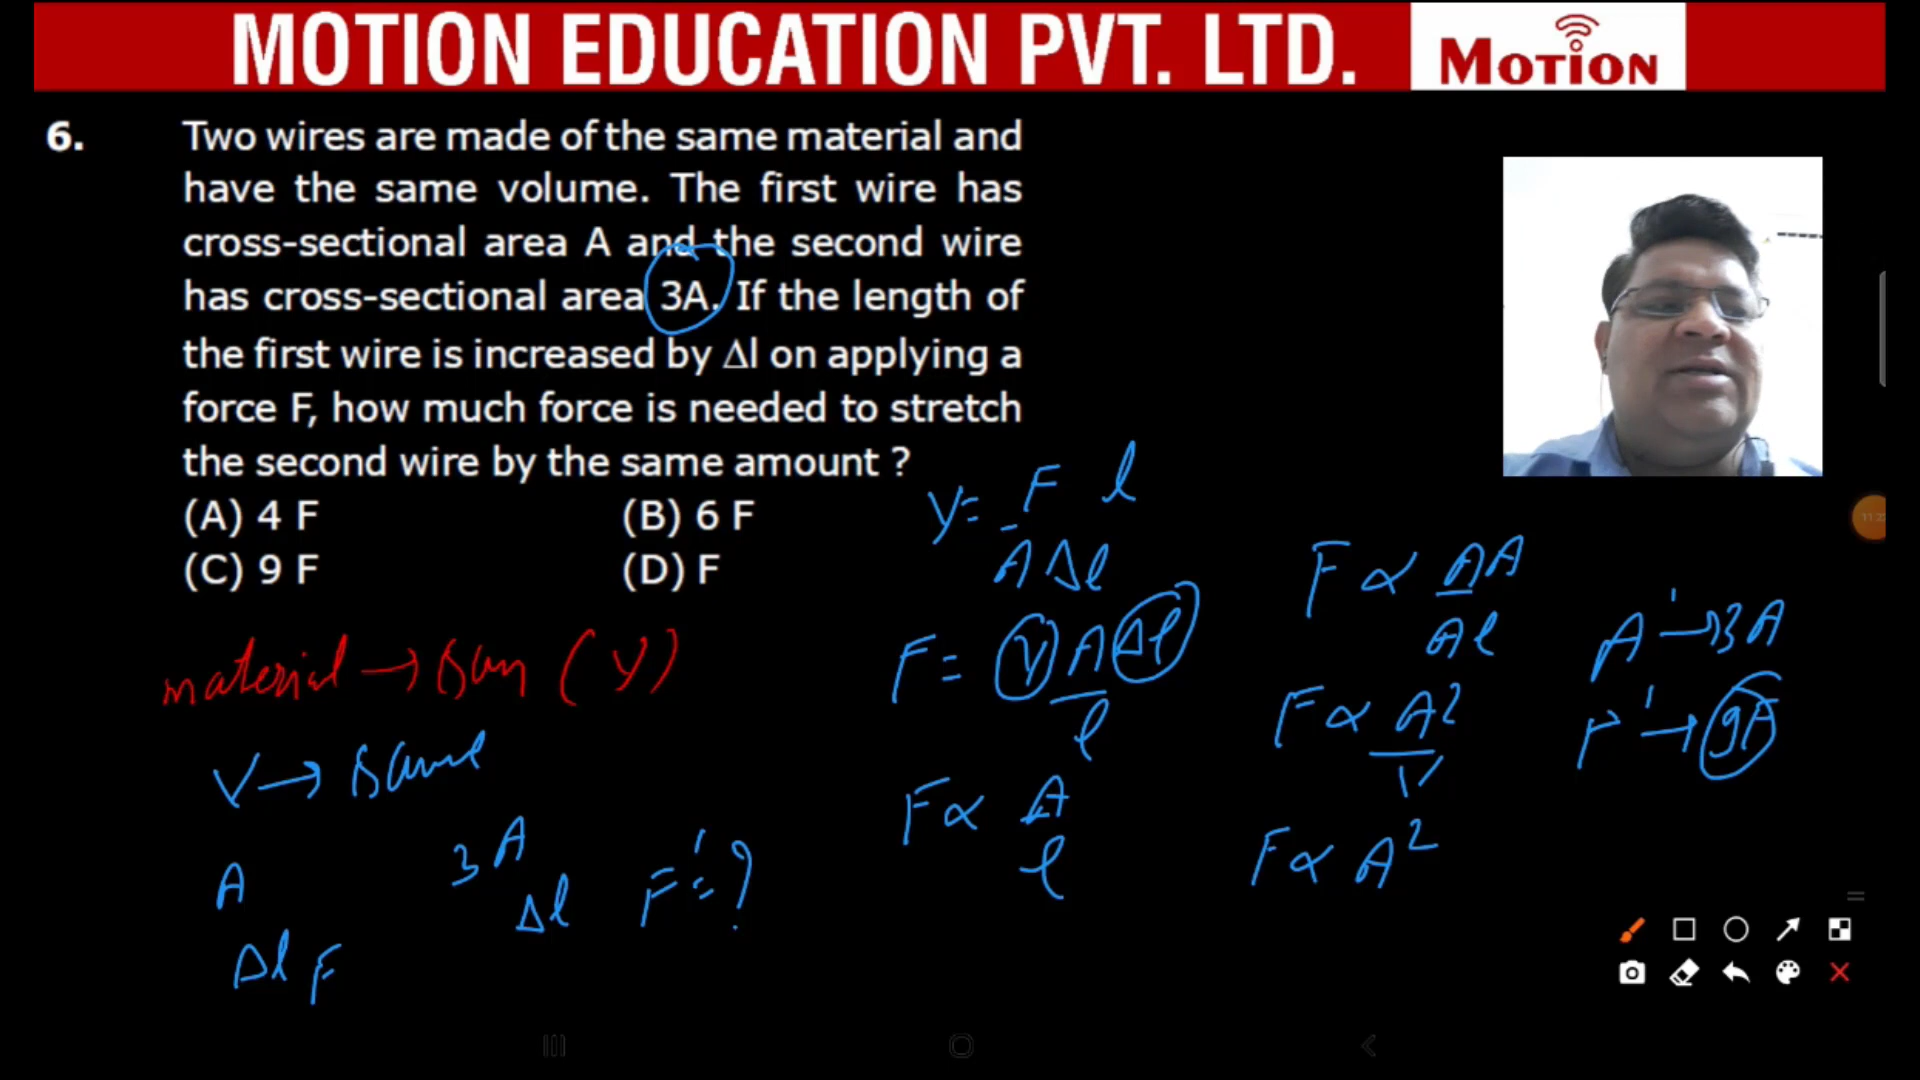 MOTION EDUCATION PVT. LTD.
MOTION
6. Two wires are made of the same material and
have the same volume. The first wire has
cross-sectional area A and the second wire
has cross-sectional area 3A. If the length of
the first wire is increased by Δl on applying a
force F, how much force is needed to stretch
the second wire by the same amount ?
(A) 4 F (B) 6 F
(C) 9 F (D) F
material → (Y)
V → same
A 3A
Δl F Δl F' = ?
Y = F l
A Δl
F = Y A Δl
l
F ∝ A
l
F ∝ A A
A l
F ∝ A2
V
F ∝ A2
A' → 3A
F' → 9F